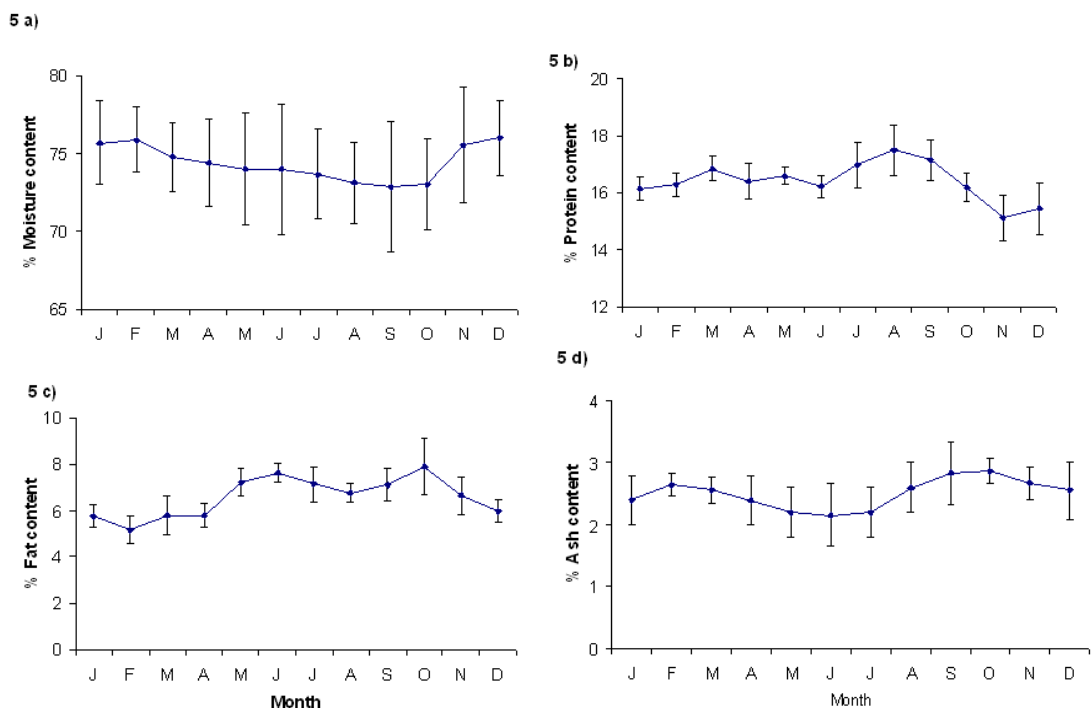 5 a)
% Moisture content
80
75
70
65
J F M A M J J A S O N D
5 b)
% Protein content
20
18
16
14
12
J F M A M J J A S O N D
5 c)
% Fat content
10
8
6
4
2
0
J F M A M J J A S O N D
Month
5 d)
% Ash content
4
3
2
1
0
J F M A M J J A S O N D
Month